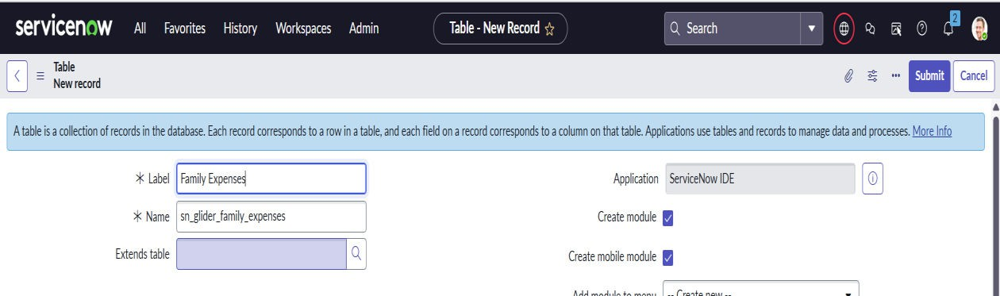 servicenow All Favorites History Workspaces Admin Table - New Record Search 2
Table
New record
Submit Cancel
A table is a collection of records in the database. Each record corresponds to a row in a table, and each field on a record corresponds to a column on that table. Applications use tables and records to manage data and processes. More Info
Label Family Expenses Application ServiceNow IDE
Name sn_glider_family_expenses Create module
Extends table Create mobile module
Add module to menu -- Create new --